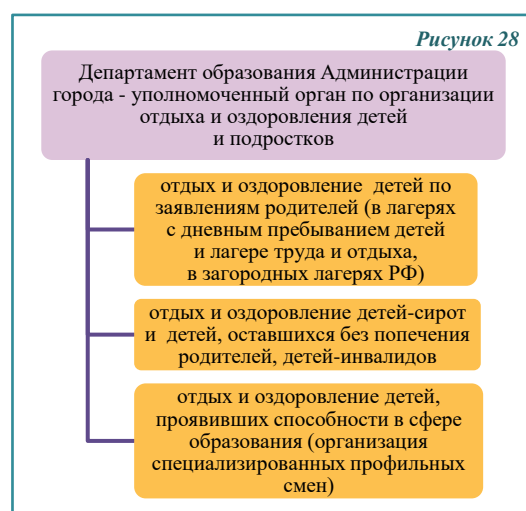 Рисунок 28
Департамент образования Администрации
города - уполномоченный орган по организации
отдыха и оздоровления детей
и подростков
отдых и оздоровление детей по
заявлениям родителей (в лагерях
с дневным пребыванием детей
и лагере труда и отдыха,
в загородных лагерях РФ)
отдых и оздоровление детей-сирот
и детей, оставшихся без попечения
родителей, детей-инвалидов
отдых и оздоровление детей,
проявивших способности в сфере
образования (организация
специализированных профильных
смен)